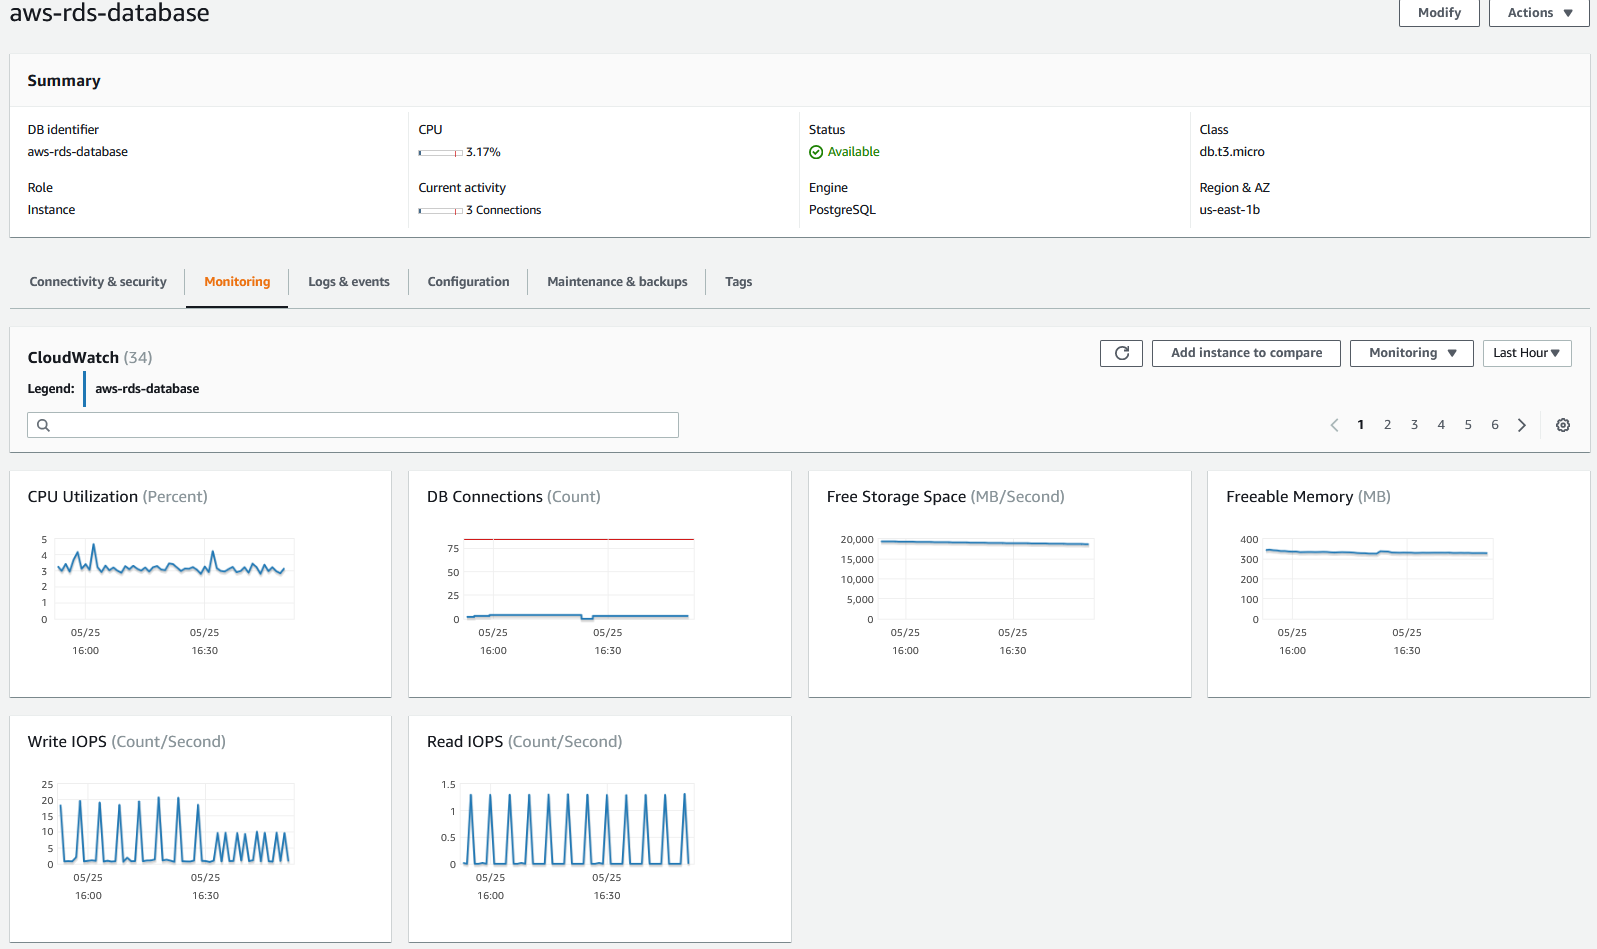 aws-rds-database
Modify
Actions
Summary
DB identifier
aws-rds-database
CPU
3.17%
Status
Available
Class
db.t3.micro
Role
Instance
Current activity
3 Connections
Engine
PostgreSQL
Region & AZ
us-east-1b
Connectivity & security
Monitoring
Logs & events
Configuration
Maintenance & backups
Tags
CloudWatch (34)
Add instance to compare
Monitoring
Last Hour
Legend:
aws-rds-database
1 2 3 4 5 6
CPU Utilization (Percent)
5
4
3
2
1
0
05/25 05/25
16:00 16:30
DB Connections (Count)
75
50
25
0
05/25 05/25
16:00 16:30
Free Storage Space (MB/Second)
20,000
15,000
10,000
5,000
0
05/25 05/25
16:00 16:30
Freeable Memory (MB)
400
300
200
100
0
05/25 05/25
16:00 16:30
Write IOPS (Count/Second)
25
20
15
10
5
0
05/25 05/25
16:00 16:30
Read IOPS (Count/Second)
1.5
1
0.5
0
05/25 05/25
16:00 16:30